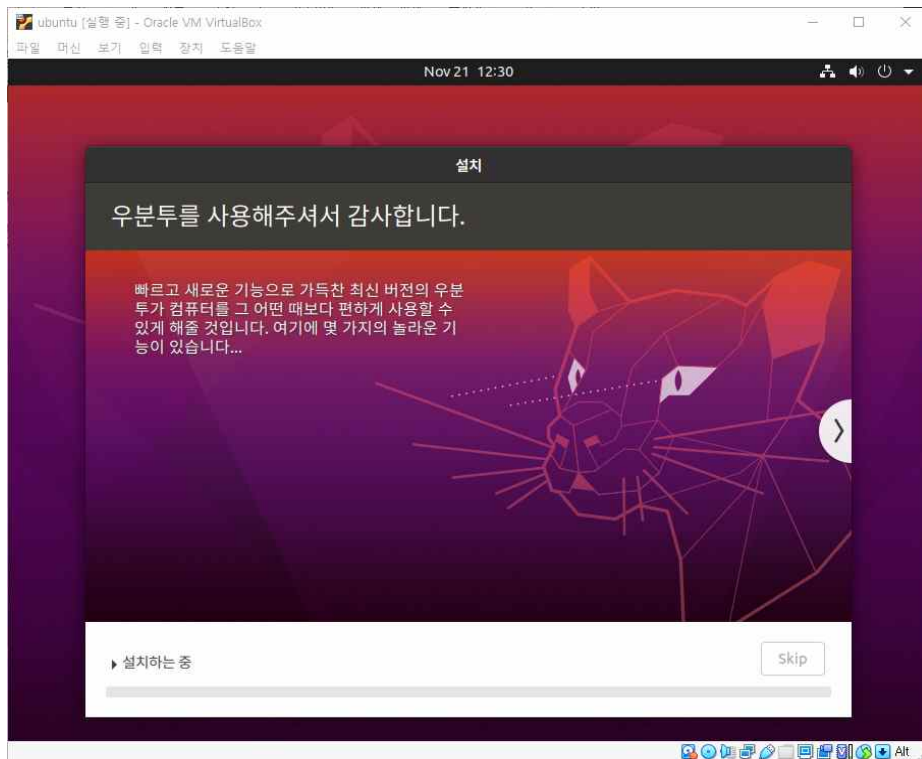 ubuntu [실행 중] - Oracle VM VirtualBox
파일 머신 보기 입력 장치 도움말
Nov 21 12:30
설치
우분투를 사용해주셔서 감사합니다.
빠르고 새로운 기능으로 가득찬 최신 버전의 우분
투가 컴퓨터를 그 어떤 때보다 편하게 사용할 수
있게 해줄 것입니다. 여기에 몇 가지의 놀라운 기
능이 있습니다...
설치하는 중
Skip
Alt